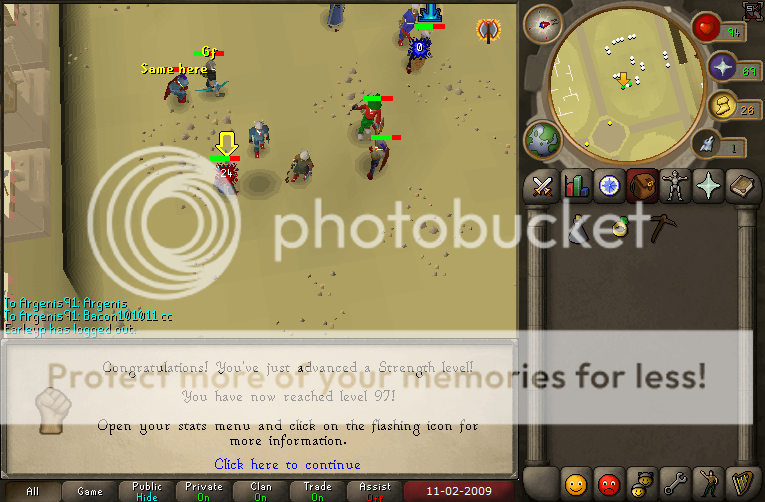 Gf
Same here
0
24
94
69
26
1
photobucket
To Argenis91: Argenis
To Argenis91: Bacon101011 cc
Earleyp has logged out.
Protect more of your memories for less!
Congratulations! You've just advanced a Strength level!
You have now reached level 97!
Open your stats menu and click on the flashing icon for
more information.
Click here to continue
All Game Public Private Clan Trade Assist 11-02-2009
Hide On On On Off